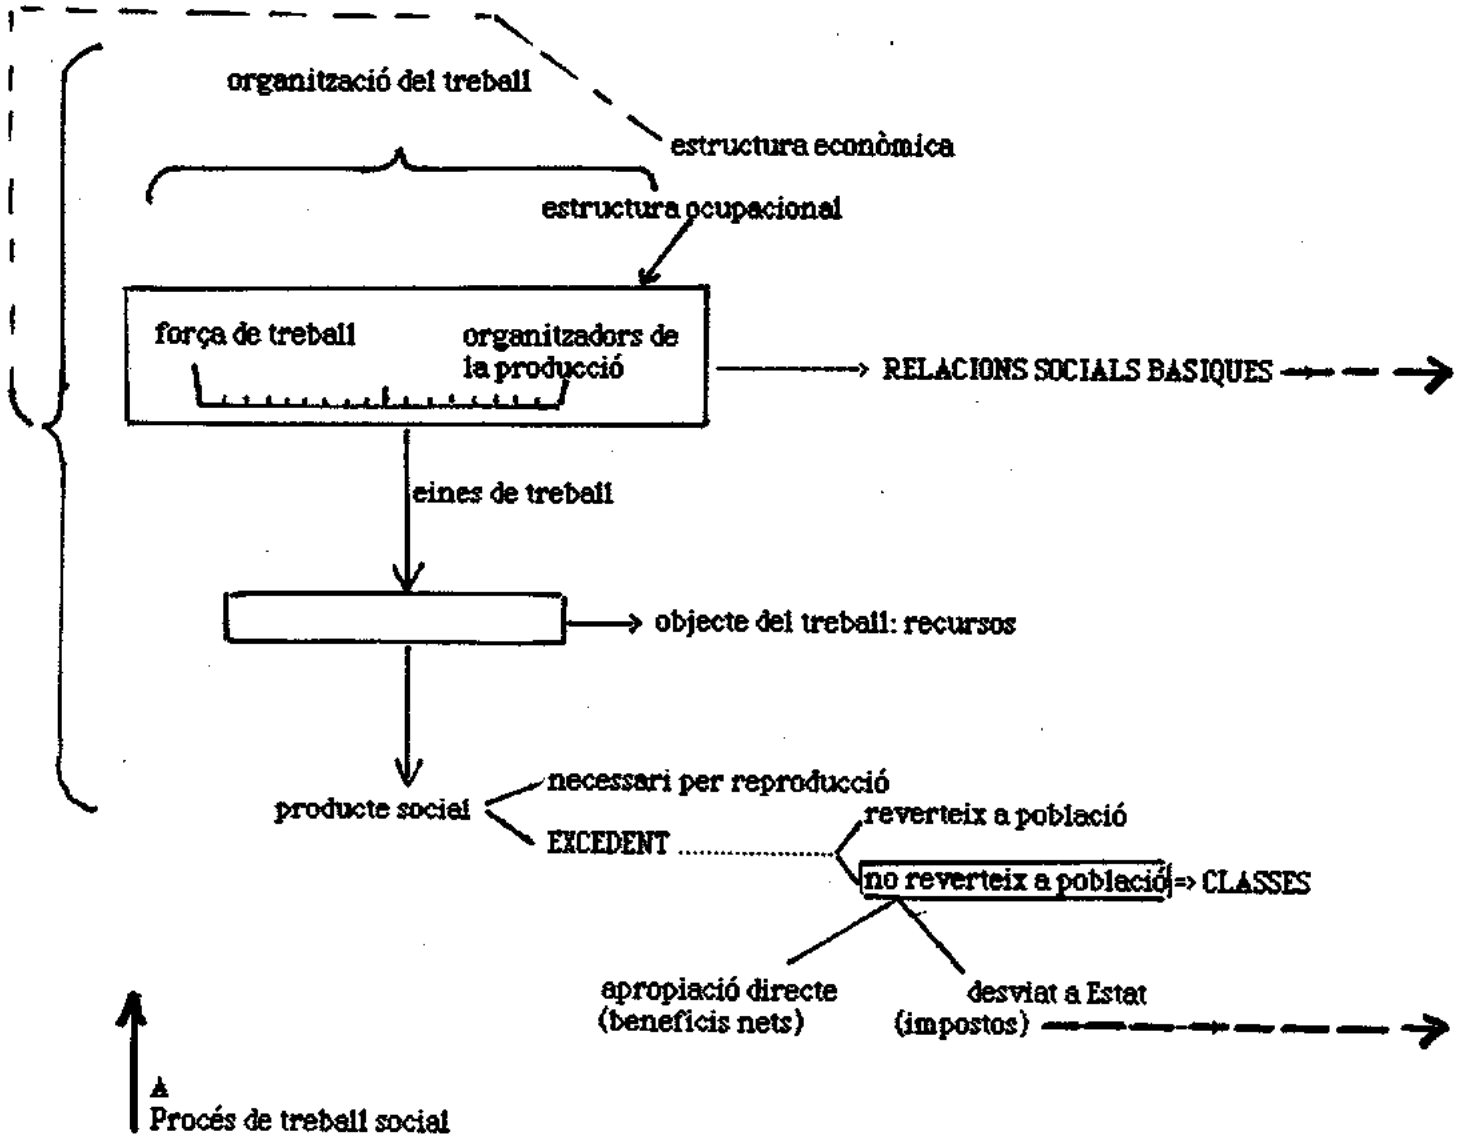 organització del treball
estructura econòmica
estructura ocupacional
força de treball
organitzadors de
la producció
RELACIONS SOCIALS BASIQUES
eines de treball
objecte del treball: recursos
producte social
necessari per reproducció
EXCEDENT
reverteix a població
no reverteix a població => CLASSES
apropiació directe
(beneficis nets)
desviat a Estat
(impostos)
A
Procés de treball social